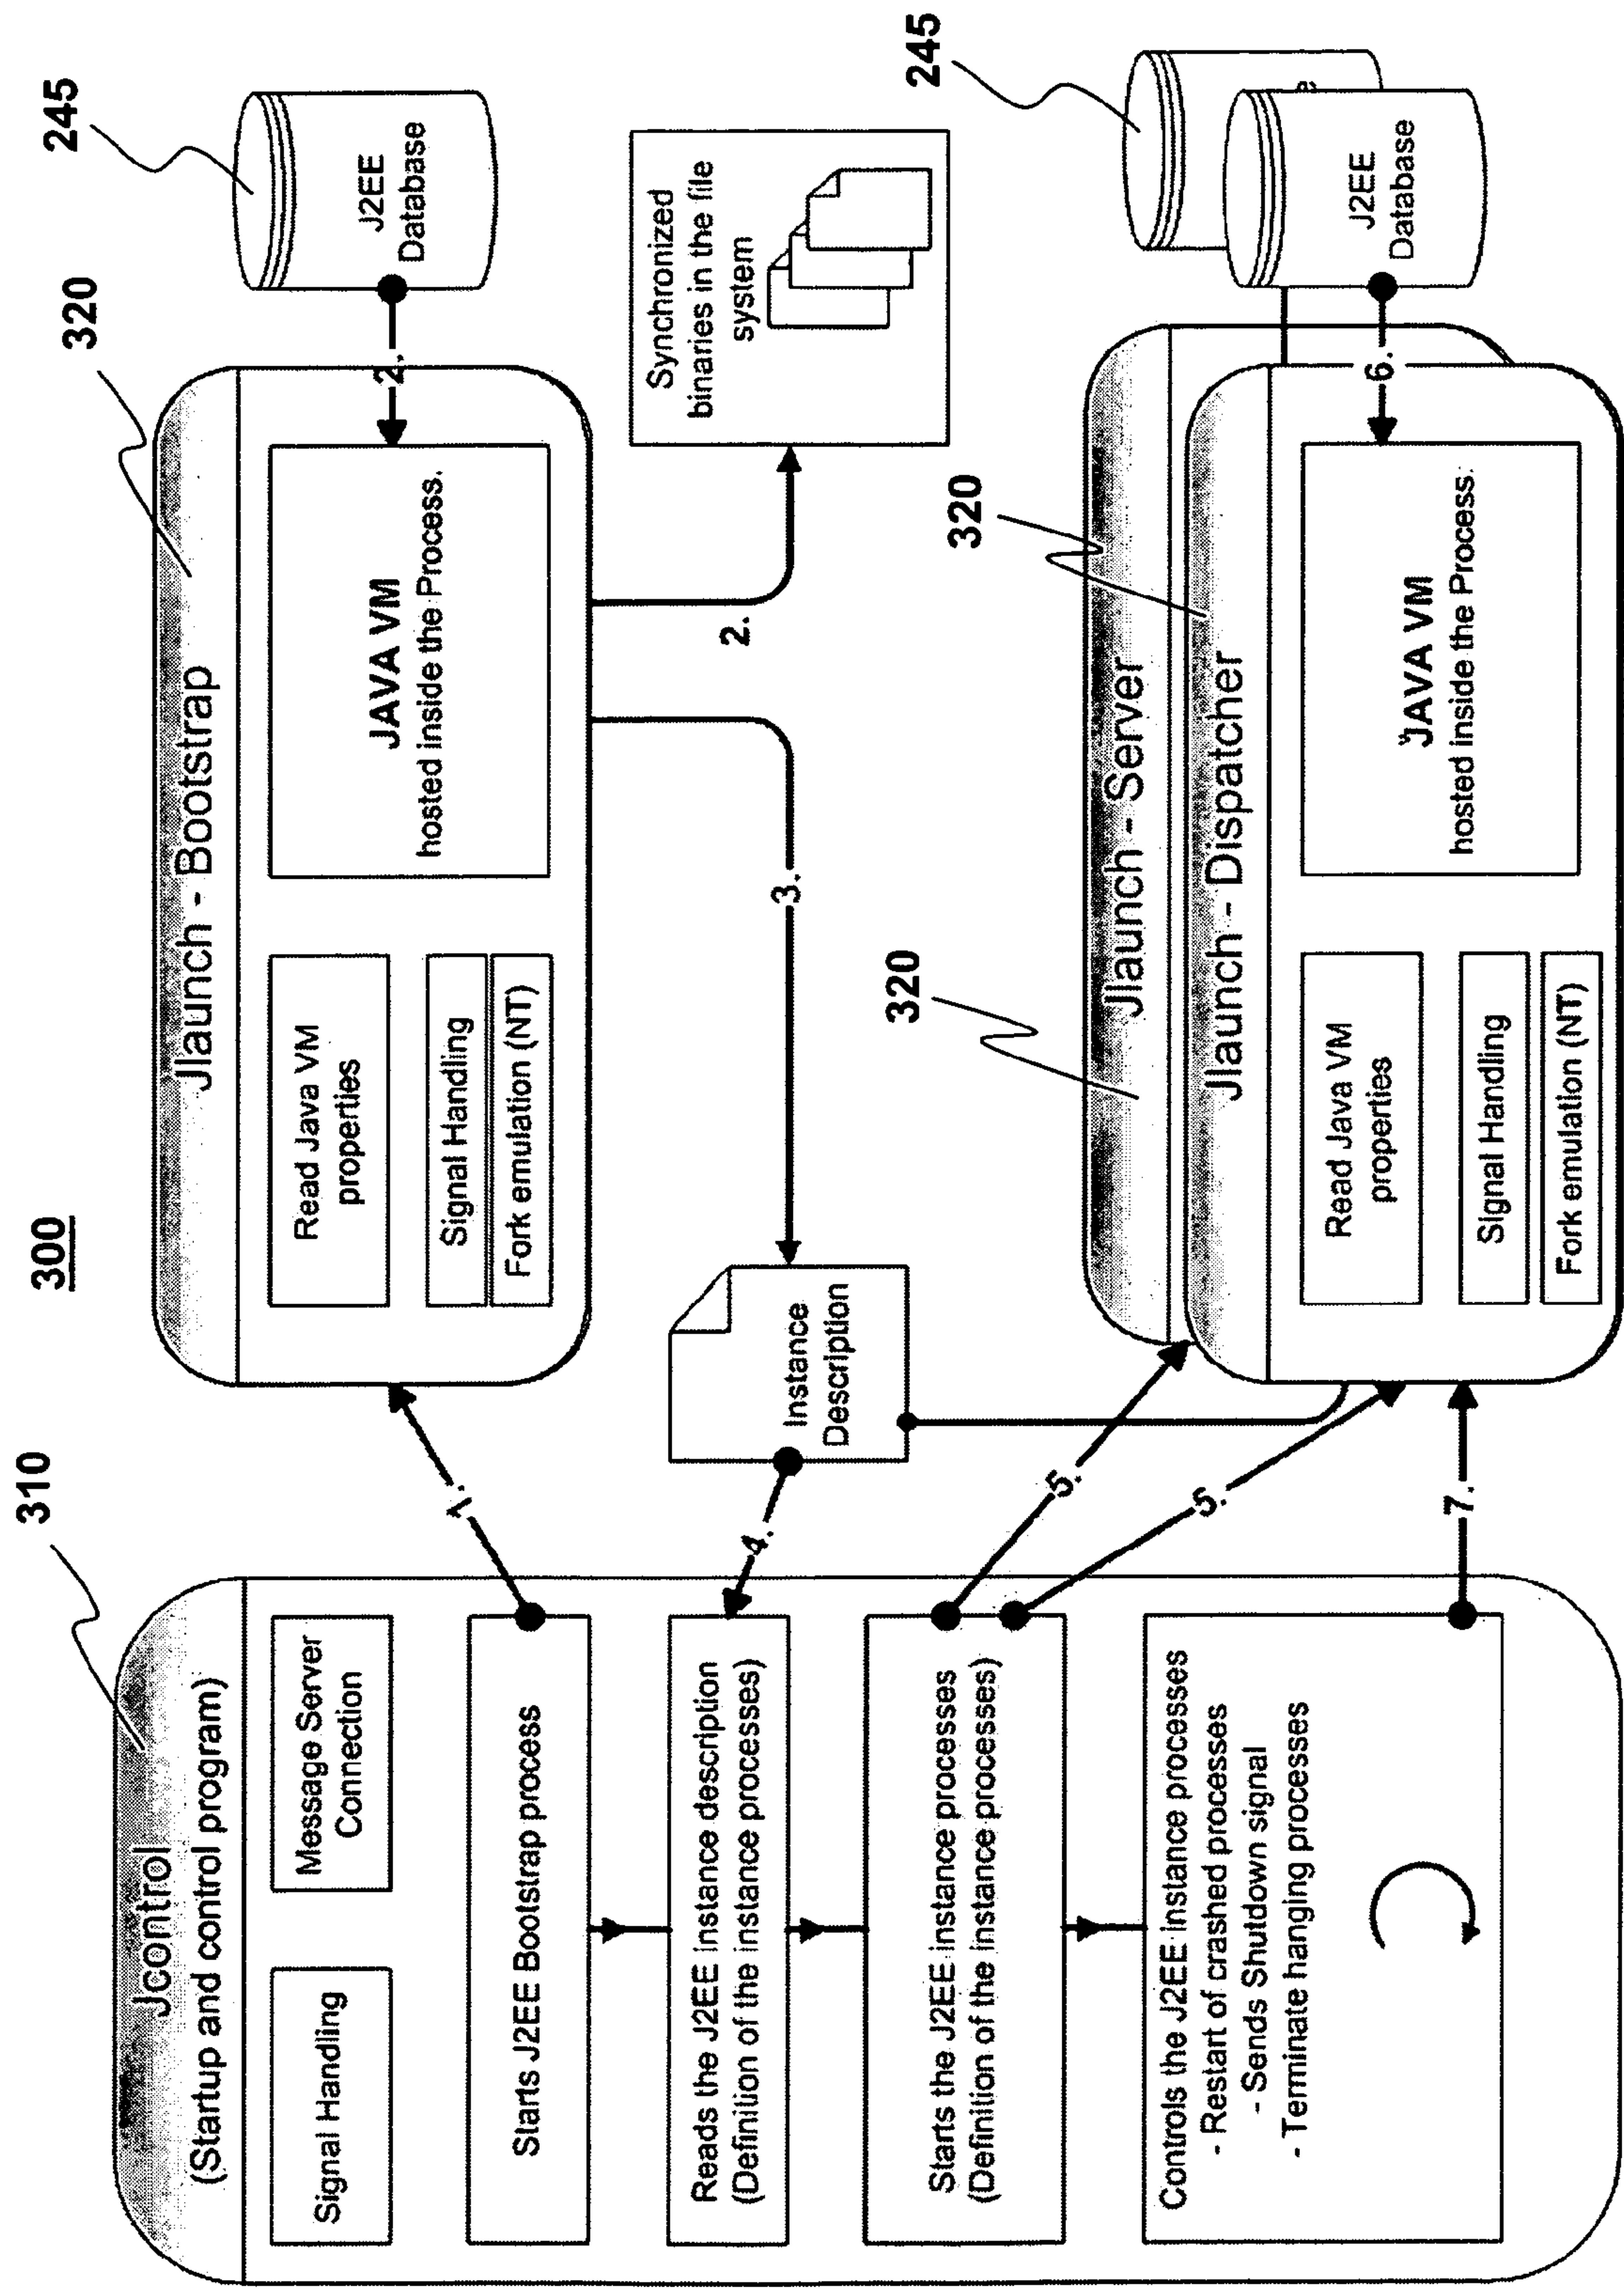 300
310
Jcontrol
(Startup and control program)
Signal Handling
Message Server
Connection
Starts J2EE Bootstrap process
Reads the J2EE instance description
(Definition of the instance processes)
Starts the J2EE instance processes
(Definition of the instance processes)
Controls the J2EE instance processes
- Restart of crashed processes
- Sends Shutdown signal
- Terminate hanging processes
1.
4.
5.
5.
7.
320
Jlaunch - Bootstrap
Read Java VM
properties
Signal Handling
Fork emulation (NT)
JAVA VM
hosted inside the Process.
2.
245
J2EE
Database
3.
2.
Instance
Description
Synchronized
binaries in the file
system
320
320
Jlaunch - Server
Jlaunch - Dispatcher
Read Java VM
properties
Signal Handling
Fork emulation (NT)
JAVA VM
hosted inside the Process.
6.
245
e
J2EE
Database